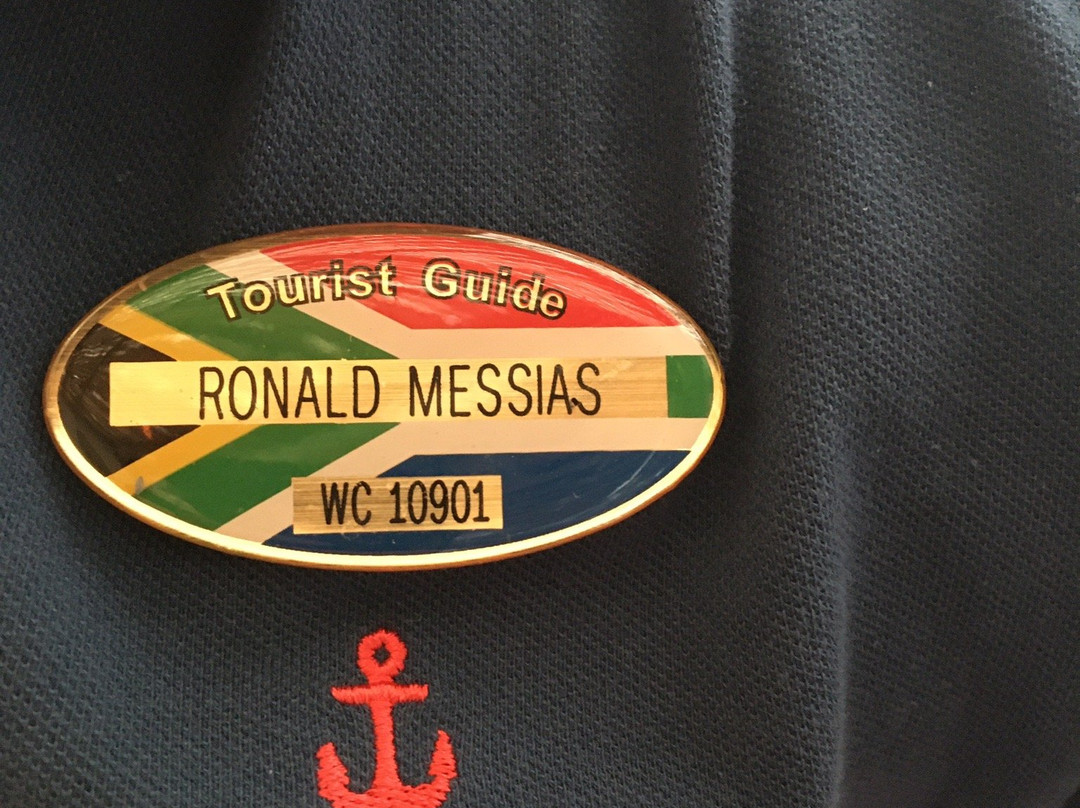 Tourist Guide
RONALD MESSIAS
WC 10901